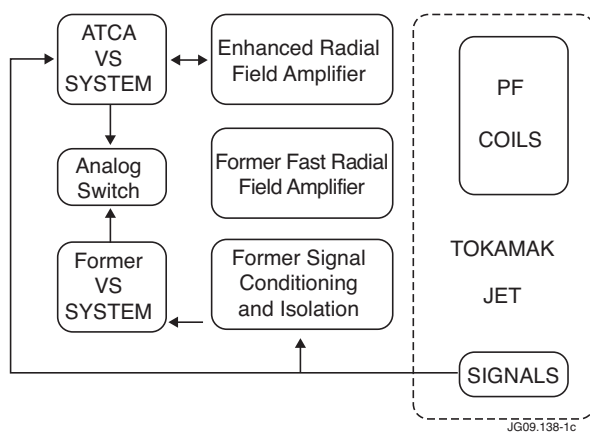 ATCA
VS
SYSTEM
Enhanced Radial
Field Amplifier
PF
COILS
Analog
Switch
Former Fast Radial
Field Amplifier
Former
VS
SYSTEM
Former Signal
Conditioning
and Isolation
TOKAMAK
JET
SIGNALS
JG09.138-1c